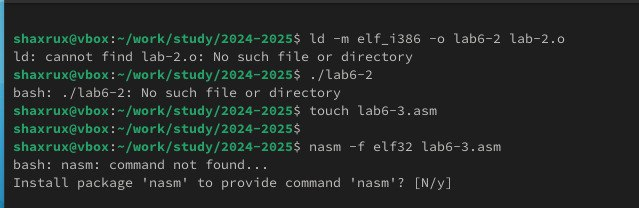 shaxrux@vbox:~/work/study/2024-2025$ ld -m elf_i386 -o lab6-2 lab-2.o
ld: cannot find lab-2.o: No such file or directory
shaxrux@vbox:~/work/study/2024-2025$ ./lab6-2
bash: ./lab6-2: No such file or directory
shaxrux@vbox:~/work/study/2024-2025$ touch lab6-3.asm
shaxrux@vbox:~/work/study/2024-2025$
shaxrux@vbox:~/work/study/2024-2025$ nasm -f elf32 lab6-3.asm
bash: nasm: command not found...
Install package 'nasm' to provide command 'nasm'? [N/y]